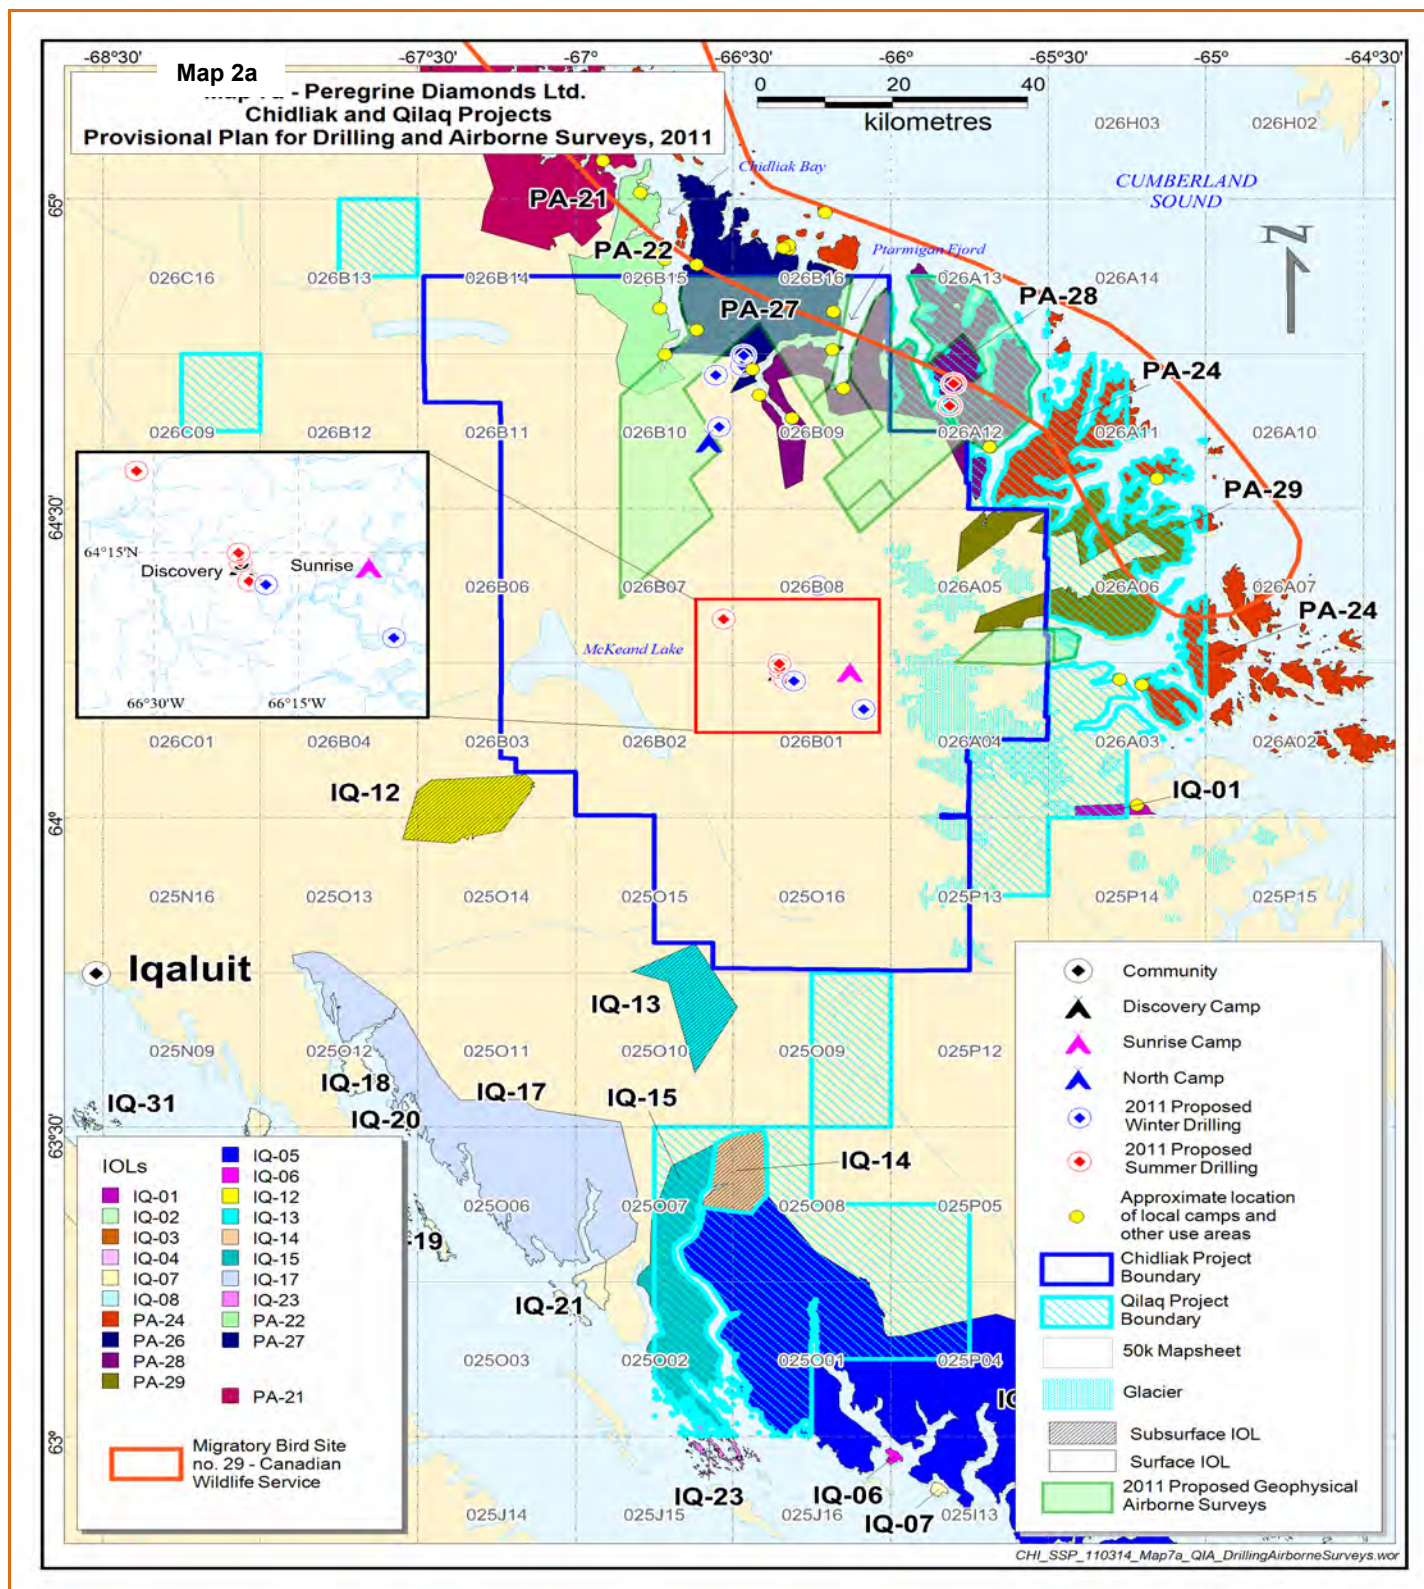 -68°30'
-67°30'
-67°
-66°30'
-66°
-65°30'
-65°
-64°30'
Map 2a
- Peregrine Diamonds Ltd.
Chidliak and Qilaq Projects
Provisional Plan for Drilling and Airborne Surveys, 2011
0 20 40
kilometres
026H03
026H02
CUMBERLAND
SOUND
N
Chidliak Bay
PA-21
PA-22
Ptarmigan Fjord
65°
026C16
026B13
026B14
026B15
026B16
026A13
026A14
PA-27
PA-28
PA-24
026C09
026B12
026B11
026B10
026B09
026A12
026A11
026A10
PA-29
64°30'
64°15'N
Discovery
Sunrise
66°30'W
66°15'W
026B06
026B07
026B08
026A05
026A06
026A07
PA-24
McKeand Lake
026C01
026B04
026B03
026B02
026B01
026A04
026A03
026A02
IQ-12
IQ-01
64°
025N16
025O13
025O14
025O15
025O16
025P13
025P14
025P15
Iqaluit
IQ-13
025N09
025O12
025O11
025O10
025O09
025P12
IQ-18
IQ-17
IQ-15
IQ-31
IQ-20
63°30'
IQ-14
025O06
025O07
025O08
025P05
-19
IQ-21
025O03
025O02
025O01
025P04
63°
IQ-23
IQ-06
IQ-07
025J14
025J15
025J16
025I13
IOLs
IQ-01
IQ-02
IQ-03
IQ-04
IQ-07
IQ-08
PA-24
PA-26
PA-28
PA-29
IQ-05
IQ-06
IQ-12
IQ-13
IQ-14
IQ-15
IQ-17
IQ-23
PA-22
PA-27
PA-21
Migratory Bird Site
no. 29 - Canadian
Wildlife Service
Community
Discovery Camp
Sunrise Camp
North Camp
2011 Proposed
Winter Drilling
2011 Proposed
Summer Drilling
Approximate location
of local camps and
other use areas
Chidliak Project
Boundary
Qilaq Project
Boundary
50k Mapsheet
Glacier
Subsurface IOL
Surface IOL
2011 Proposed Geophysical
Airborne Surveys
CHI_SSP_110314_Map7a_QIA_DrillingAirborneSurveys.wor